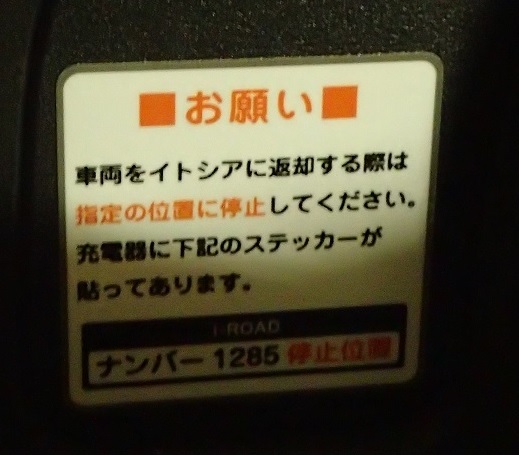 ■お願い■
車両をイトシアに返却する際は
指定の位置に停止してください。
充電器に下記のステッカーが
貼ってあります。
i-ROAD
ナンバー1285 停止位置